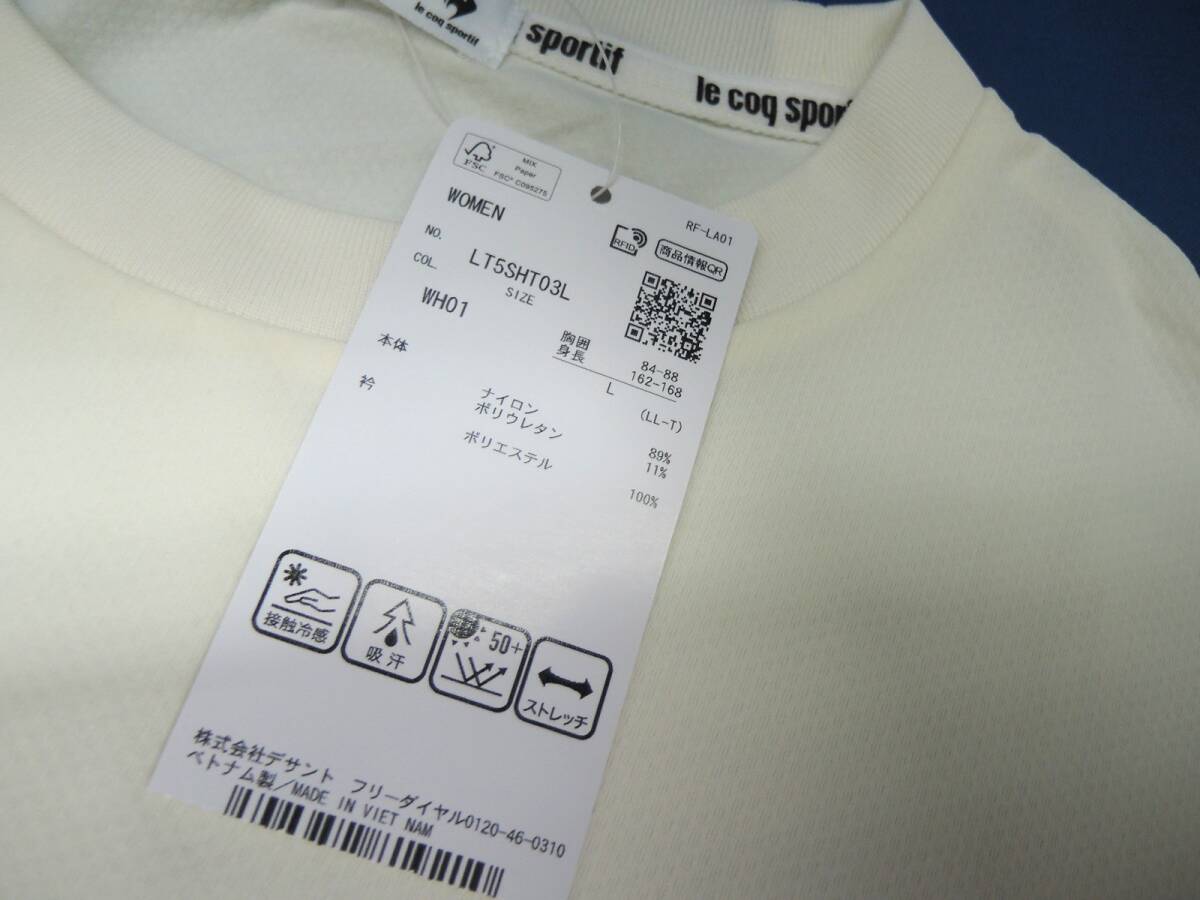 le coq sportif
sportif
le coq sportif
FSC
MIX
Paper
FSC® C095275
WOMEN
RF-LA01
RFID
商品情報QR
NO. LT5SHT03L
COL. SIZE
WH01
胸囲 84-88
身長 162-168
L (LL-T)
本体 ナイロン 89%
ポリウレタン 11%
衿 ポリエステル 100%
接触冷感
吸汗
50+
ストレッチ
株式会社デサント フリーダイヤル0120-46-0310
ベトナム製/MADE IN VIET NAM